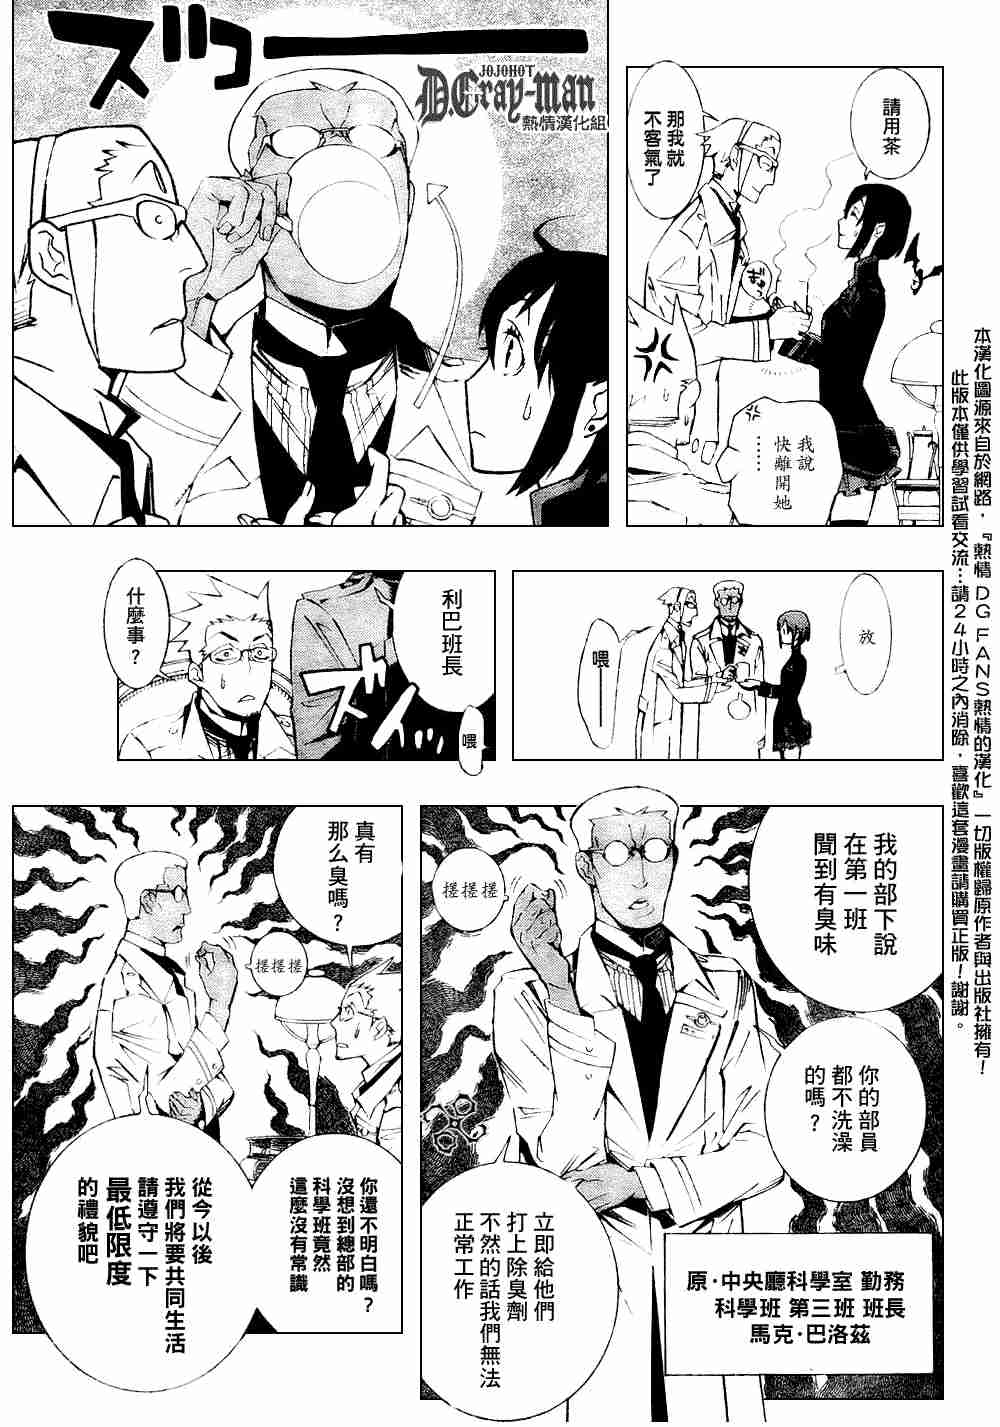 請用茶
那我就
不客氣了
ぎゅっ
我說
快離開她
……
ズコーーー
JOJOHOT
D.Gray-man
熱情漢化組
放
喂——
利巴班長
喂
什麼事？
我的部下說
在第一班
聞到有臭味
搓搓搓
你的部員
都不洗澡
的嗎？
立即給他們
打上除臭劑
不然的話我們無法
正常工作
原·中央廳科學室 勤務
科學班 第三班 班長
馬克·巴洛茲
真有
那么臭嗎？
搓搓搓
你還不明白嗎？
沒想到總部的
科學班竟然
這麼沒有常識
從今以後
我們將要共同生活
請遵守一下
最低限度
的禮貌吧
本漢化圖源來自於網路．『熱情DG FANS熱情的漢化』一切版權歸原作者與出版社擁有！
此版本僅供學習試看交流…請24小時之內消除．喜歡這套漫畫請購買正版！謝謝。